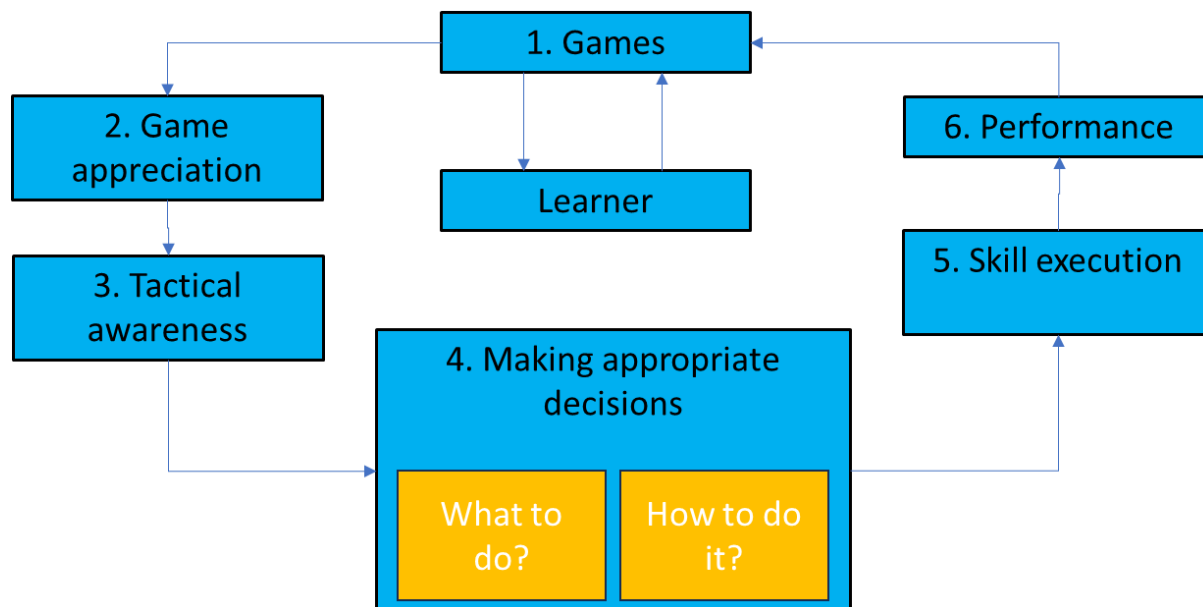 1. Games
2. Game
appreciation
6. Performance
Learner
5. Skill execution
3. Tactical
awareness
4. Making appropriate
decisions
What to
do?
How to do
it?